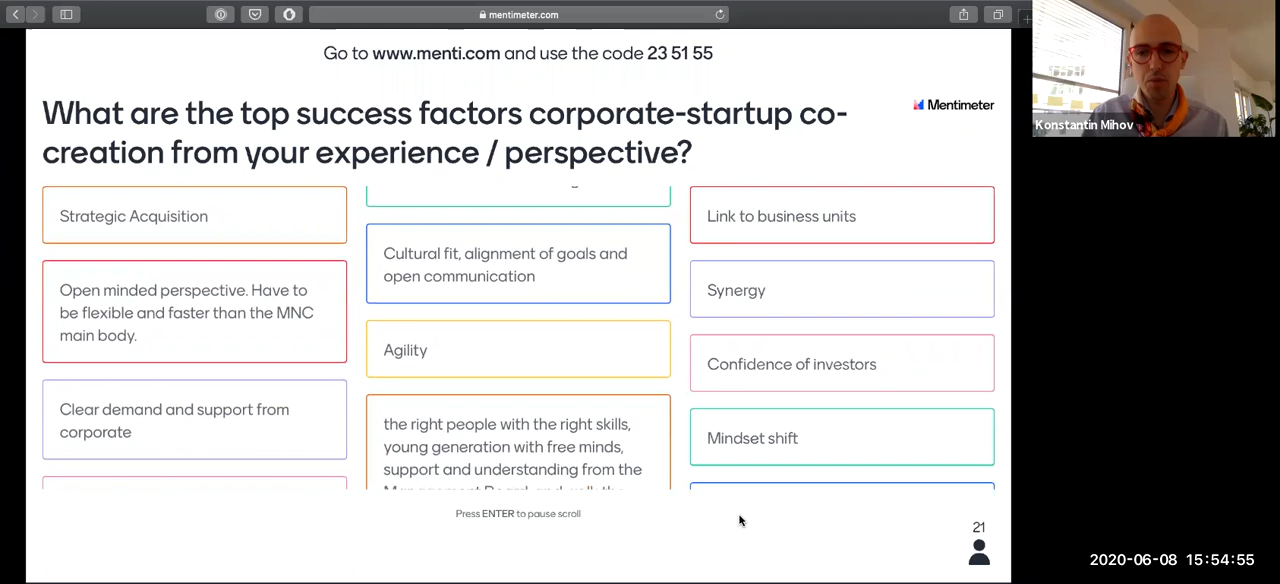 mentimeter.com
Go to www.menti.com and use the code 23 51 55
What are the top success factors corporate-startup co-
creation from your experience / perspective?
Mentimeter
Konstantin Mihov
Strategic Acquisition
Open minded perspective. Have to
be flexible and faster than the MNC
main body.
Clear demand and support from
corporate
Cultural fit, alignment of goals and
open communication
Agility
the right people with the right skills,
young generation with free minds,
support and understanding from the
Link to business units
Synergy
Confidence of investors
Mindset shift
Press ENTER to pause scroll
21
2020-06-08 15:54:55